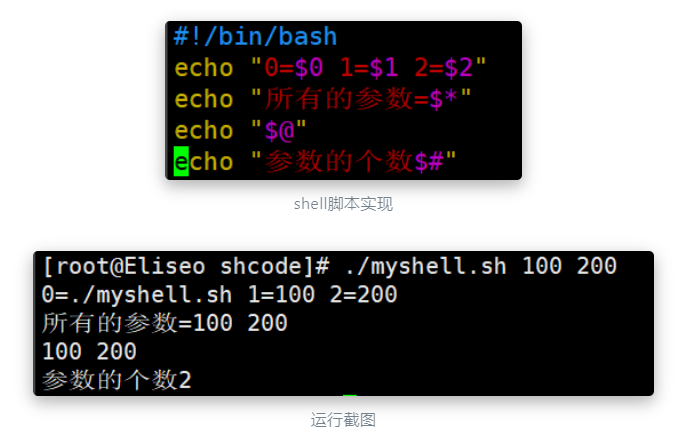 #!/bin/bash
echo "0=$0 1=$1 2=$2"
echo "所有的参数=$*"
echo "$@"
echo "参数的个数$#"
shell脚本实现
[root@Eliseo shcode]# ./myshell.sh 100 200
0=./myshell.sh 1=100 2=200
所有的参数=100 200
100 200
参数的个数2
运行截图